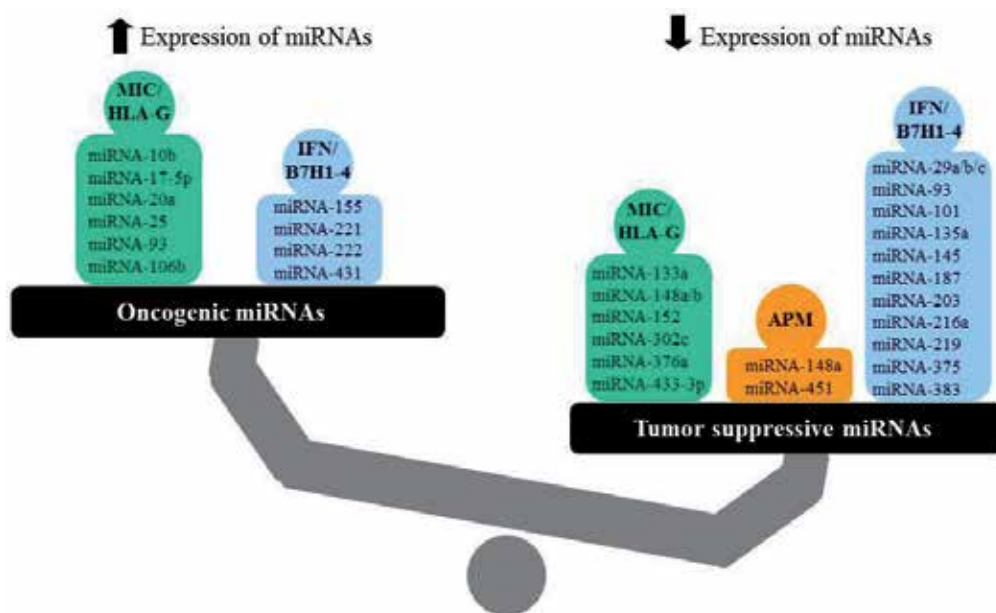 Expression of miRNAs
MIC/
HLA-G
miRNA-10b
miRNA-17-5p
miRNA-20a
miRNA-25
miRNA-93
miRNA-106b
IFN/
B7H1-4
miRNA-155
miRNA-221
miRNA-222
miRNA-431
Oncogenic miRNAs
Expression of miRNAs
MIC/
HLA-G
miRNA-133a
miRNA-148a/b
miRNA-152
miRNA-302c
miRNA-376a
miRNA-433-3p
APM
miRNA-148a
miRNA-451
IFN/
B7H1-4
miRNA-29a/b/c
miRNA-93
miRNA-101
miRNA-135a
miRNA-145
miRNA-187
miRNA-203
miRNA-216a
miRNA-219
miRNA-375
miRNA-383
Tumor suppressive miRNAs